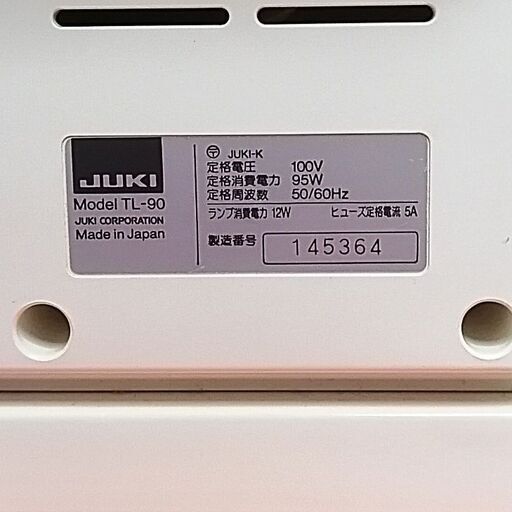 JUKI
Model TL-90
JUKI CORPORATION
Made in Japan
〒 JUKI-K
定格電圧 100V
定格消費電力 95W
定格周波数 50/60Hz
ランプ消費電力 12W ヒューズ定格電流 5A
製造番号 145364